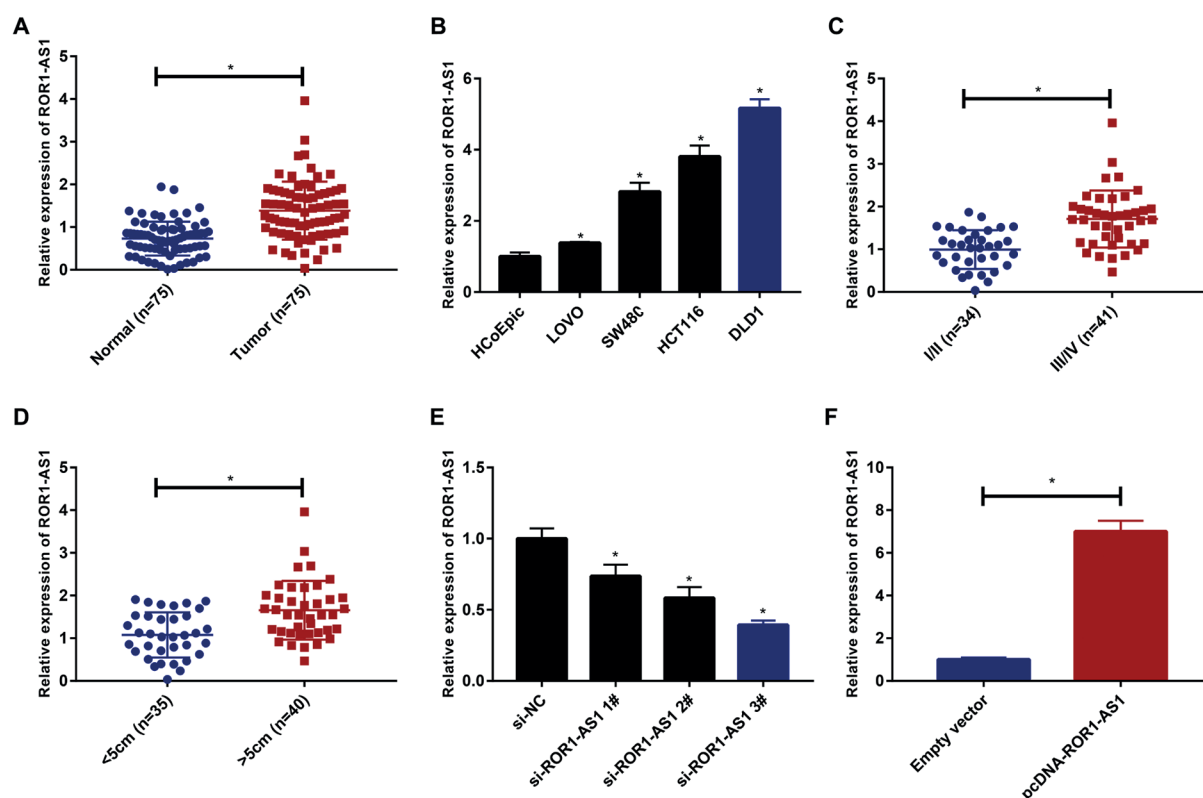 A
Relative expression of ROR1-AS1
5
4
3
2
1
0
*
Normal (n=75)
Tumor (n=75)
B
Relative expression of ROR1-AS1
6
4
2
0
*
*
*
*
HCoEpic
LOVO
SW480
HCT116
DLD1
C
Relative expression of ROR1-AS1
5
4
3
2
1
0
*
I/II (n=34)
III/IV (n=41)
D
Relative expression of ROR1-AS1
5
4
3
2
1
0
*
<5cm (n=35)
>5cm (n=40)
E
Relative expression of ROR1-AS1
1.5
1.0
0.5
0.0
*
*
*
si-NC
si-ROR1-AS1 1#
si-ROR1-AS1 2#
si-ROR1-AS1 3#
F
Relative expression of ROR1-AS1
10
8
6
4
2
0
*
Empty vector
pcDNA-ROR1-AS1